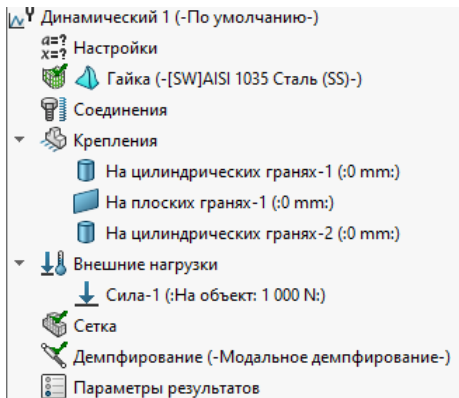 Динамический 1 (-По умолчанию-)
a=?
x=? Настройки
Гайка (-[SW]AISI 1035 Сталь (SS)-)
Соединения
Крепления
На цилиндрических гранях-1 (:0 mm:)
На плоских гранях-1 (:0 mm:)
На цилиндрических гранях-2 (:0 mm:)
Внешние нагрузки
Сила-1 (:На объект: 1 000 N:)
Сетка
Демпфирование (-Модальное демпфирование-)
Параметры результатов